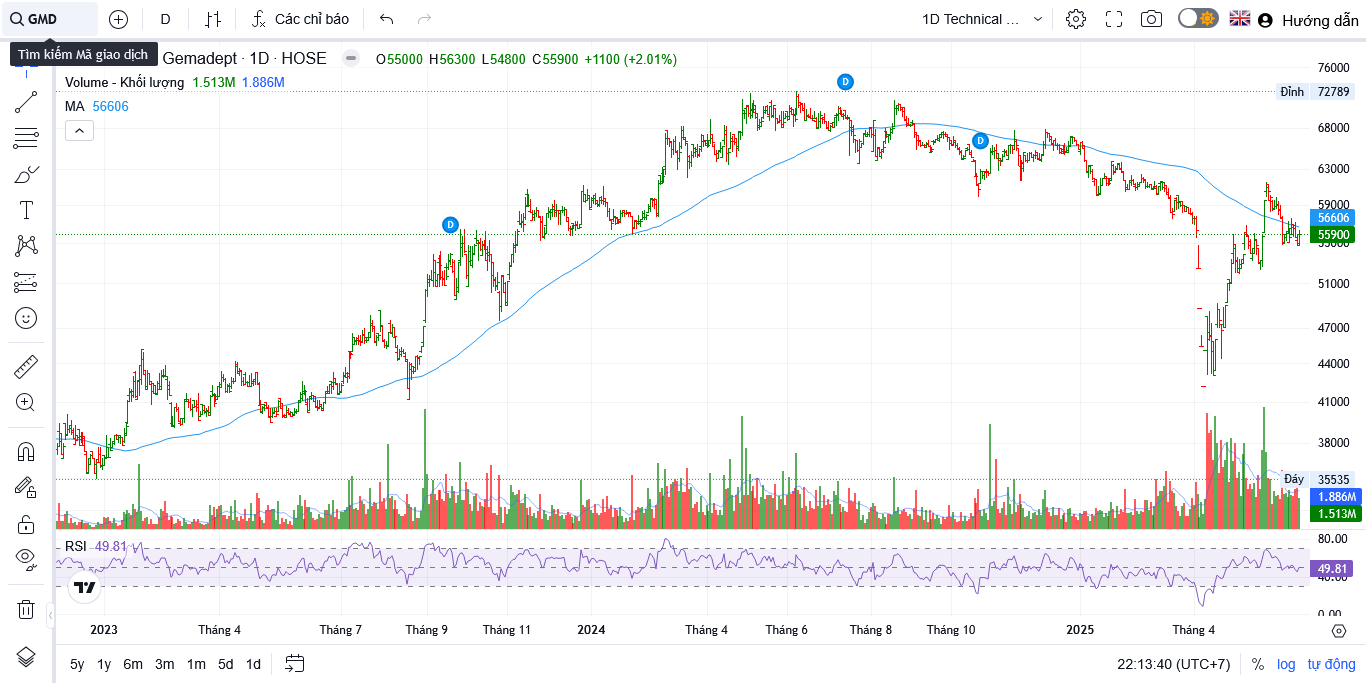 GMD
D
Các chỉ báo
1D Technical ...
Hướng dẫn
Tìm kiếm Mã giao dịch
Gemadept · 1D · HOSE
O55000 H56300 L54800 C55900 +1100 (+2.01%)
Volume - Khối lượng 1.513M 1.886M
MA 56606
D
D
D
76000
Đỉnh 72789
68000
63000
59000
56606
55900
55000
51000
47000
44000
41000
38000
Đáy 35535
1.886M
1.513M
RSI 49.81
80.00
49.81
40.00
0.00
2023 Tháng 4 Tháng 7 Tháng 9 Tháng 11 2024 Tháng 4 Tháng 6 Tháng 8 Tháng 10 2025 Tháng 4
5y 1y 6m 3m 1m 5d 1d
22:13:40 (UTC+7) % log tự động